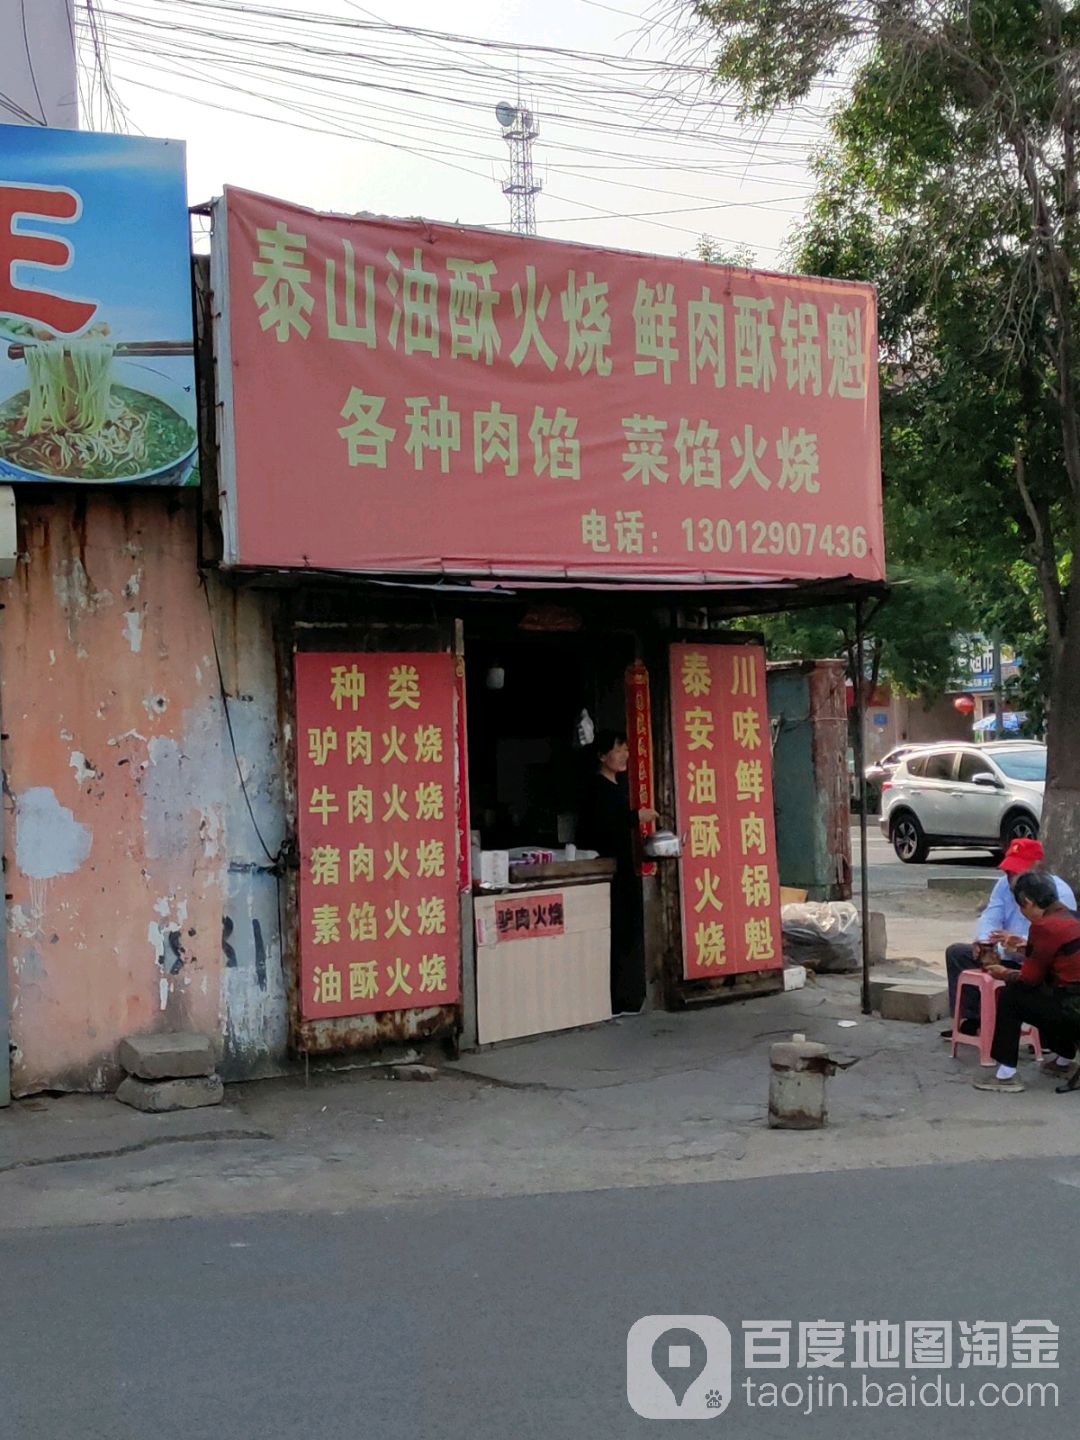 泰山油酥火烧 鲜肉酥锅魁
各种肉馅 菜馅火烧
电话：13012907436
种类
驴肉火烧
牛肉火烧
猪肉火烧
素馅火烧
油酥火烧
驴肉火烧
川味鲜肉锅魁
泰安油酥火烧
百度地图淘金
taojin.baidu.com